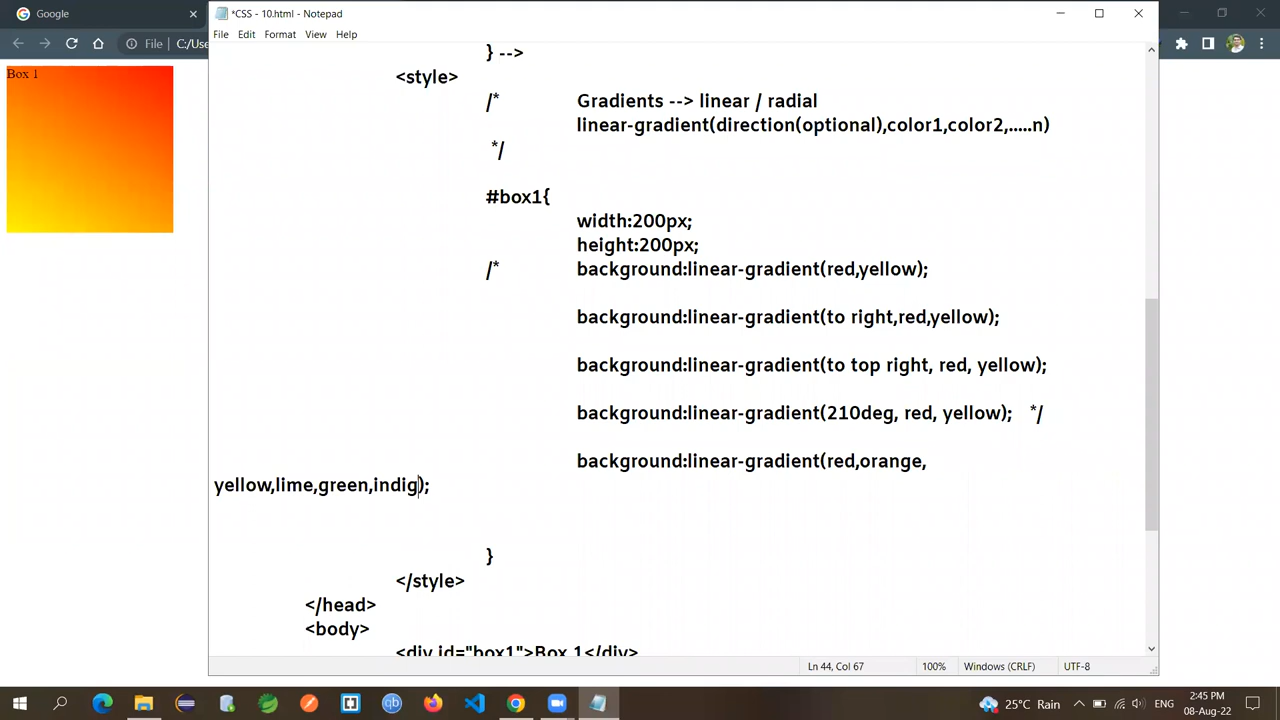 Google
*CSS - 10.html - Notepad
File
C:/Use
File Edit Format View Help
Box 1
} -->
<style>
/* Gradients --> linear / radial
linear-gradient(direction(optional),color1,color2,.....n)
*/
#box1{
width:200px;
height:200px;
/* background:linear-gradient(red,yellow);
background:linear-gradient(to right,red,yellow);
background:linear-gradient(to top right, red, yellow);
background:linear-gradient(210deg, red, yellow); */
background:linear-gradient(red,orange,
yellow,lime,green,indig);
}
</style>
</head>
<body>
<div id="box1">Box 1</div>
Ln 44, Col 67 100% Windows (CRLF) UTF-8
qb
25°C Rain
ENG
2:45 PM
08-Aug-22